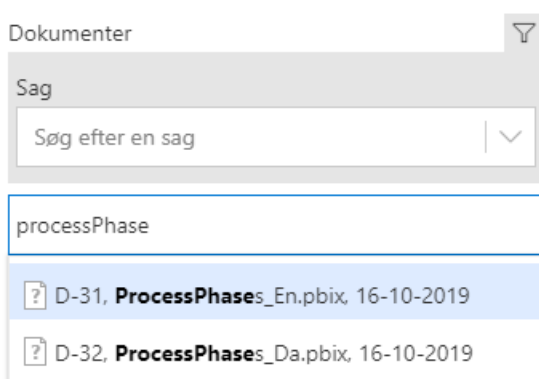 Dokumenter
Sag
Søg efter en sag
processPhase
D-31, ProcessPhases_En.pbix, 16-10-2019
D-32, ProcessPhases_Da.pbix, 16-10-2019